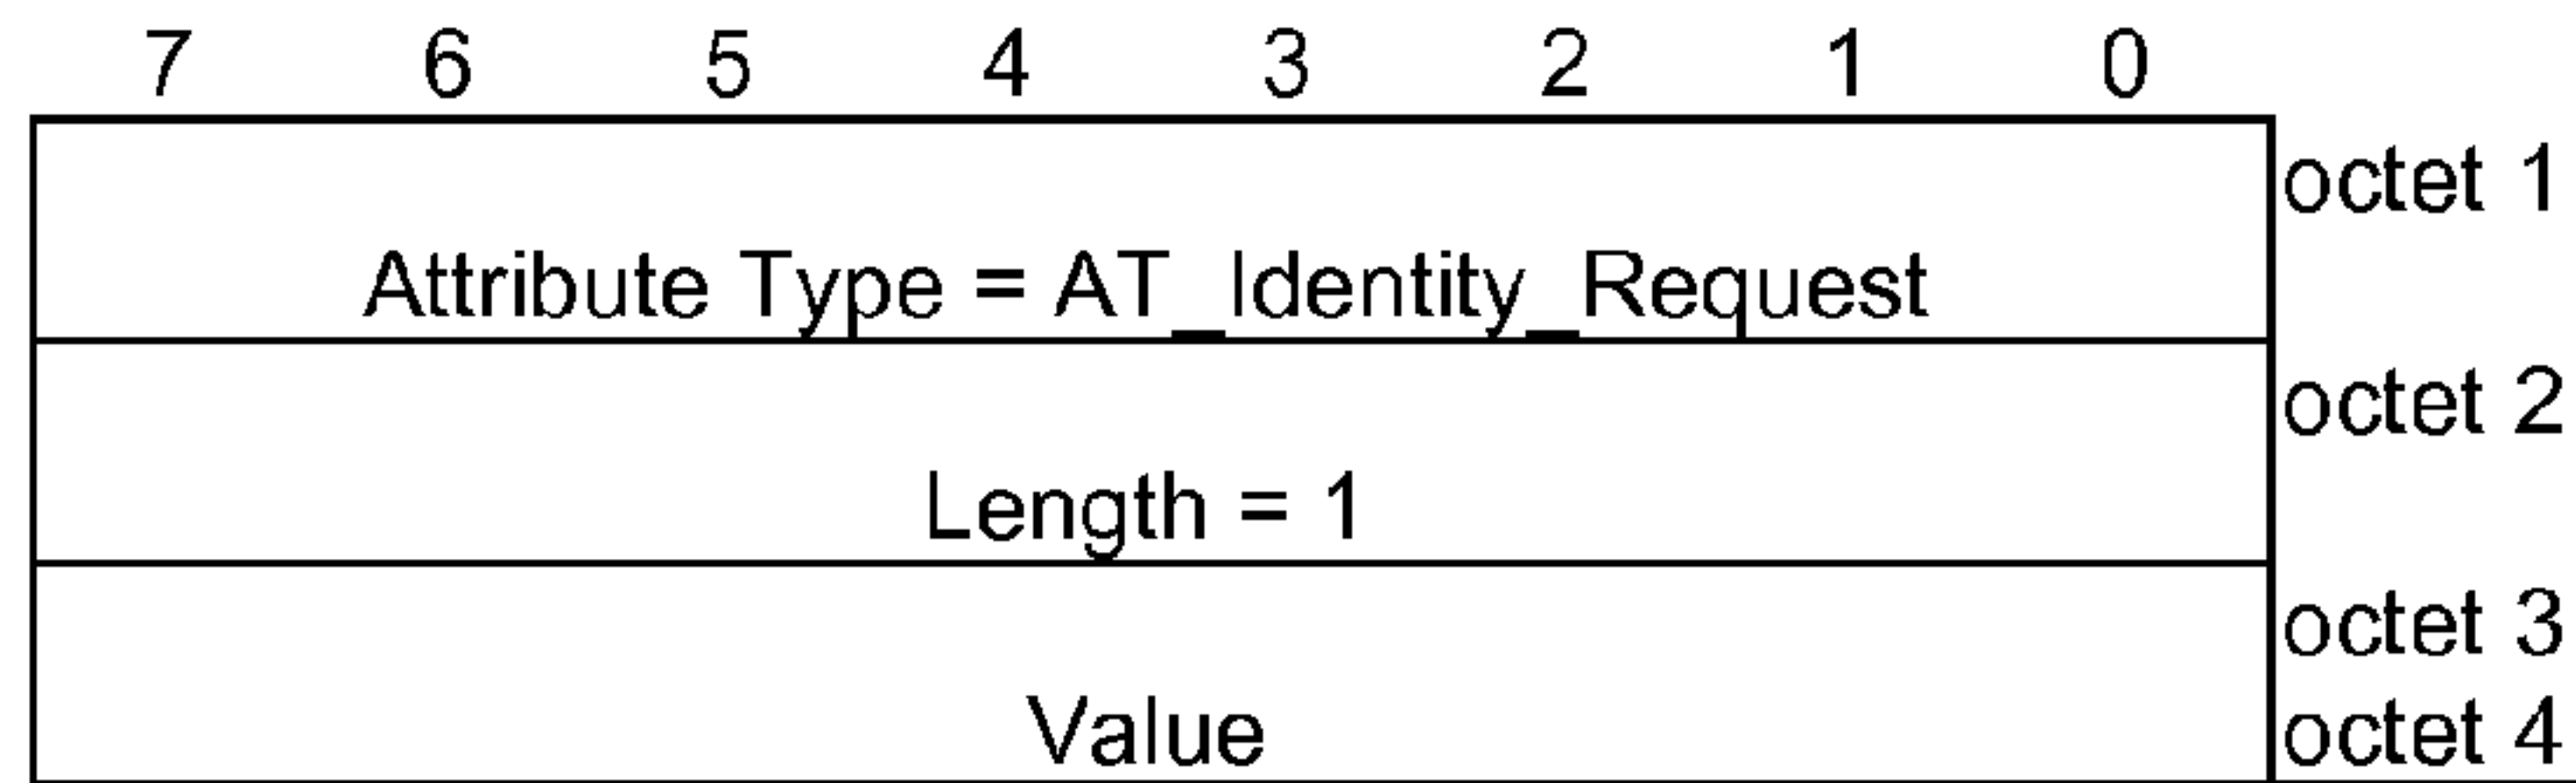 7 6 5 4 3 2 1 0
octet 1
Attribute Type = AT_Identity_Request
octet 2
Length = 1
octet 3
Value octet 4